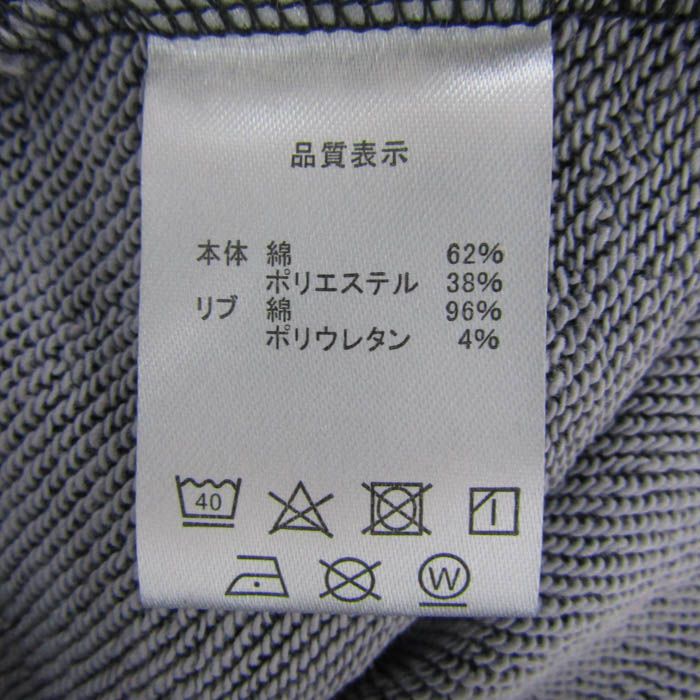 品質表示
本体 綿 62%
ポリエステル 38%
リブ 綿 96%
ポリウレタン 4%
40
W